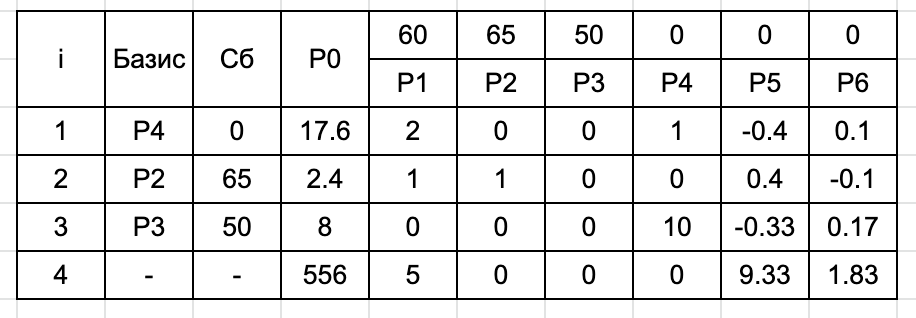 i Базис Cб P0 60 65 50 0 0 0
P1 P2 P3 P4 P5 P6
1 P4 0 17.6 2 0 0 1 -0.4 0.1
2 P2 65 2.4 1 1 0 0 0.4 -0.1
3 P3 50 8 0 0 0 10 -0.33 0.17
4 - - 556 5 0 0 0 9.33 1.83